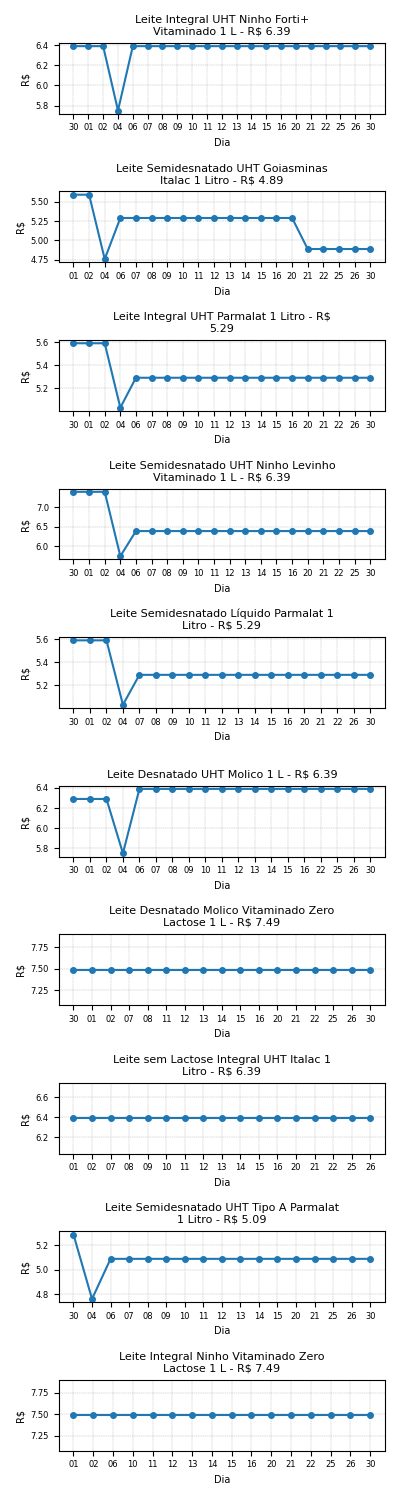 Leite Integral UHT Ninho Forti+
Vitaminado 1 L - R$ 6.39
6.4
6.2
6.0
5.8
R$
30 01 02 04 06 07 08 09 10 11 12 13 14 15 16 20 21 22 25 26 30
Dia
Leite Semidesnatado UHT Goiasminas
Italac 1 Litro - R$ 4.89
5.50
5.25
5.00
4.75
R$
01 02 04 06 07 08 09 10 11 12 13 14 15 16 20 21 22 25 26 30
Dia
Leite Integral UHT Parmalat 1 Litro - R$
5.29
5.6
5.4
5.2
R$
30 01 02 04 06 07 08 09 10 11 12 13 14 15 16 20 21 22 26 30
Dia
Leite Semidesnatado UHT Ninho Levinho
Vitaminado 1 L - R$ 6.39
7.0
6.5
6.0
R$
30 01 02 04 06 07 08 09 10 11 12 13 14 15 16 20 21 22 26 30
Dia
Leite Semidesnatado Líquido Parmalat 1
Litro - R$ 5.29
5.6
5.4
5.2
R$
30 01 02 04 07 08 09 10 11 12 13 14 15 16 20 21 22 25 26 30
Dia
Leite Desnatado UHT Molico 1 L - R$ 6.39
6.4
6.2
6.0
5.8
R$
30 01 02 04 06 07 08 09 10 11 12 13 14 15 16 20 22 25 26 30
Dia
Leite Desnatado Molico Vitaminado Zero
Lactose 1 L - R$ 7.49
7.75
7.50
7.25
R$
30 01 02 07 08 11 12 13 14 15 16 20 21 22 25 26 30
Dia
Leite sem Lactose Integral UHT Italac 1
Litro - R$ 6.39
6.6
6.4
6.2
R$
01 02 07 08 09 10 11 12 13 14 15 16 20 21 22 25 26
Dia
Leite Semidesnatado UHT Tipo A Parmalat
1 Litro - R$ 5.09
5.2
5.0
4.8
R$
30 04 06 07 08 09 10 12 13 14 15 16 20 21 22 26 30
Dia
Leite Integral Ninho Vitaminado Zero
Lactose 1 L - R$ 7.49
7.75
7.50
7.25
R$
01 02 06 10 11 12 13 14 15 16 20 21 22 25 26 30
Dia